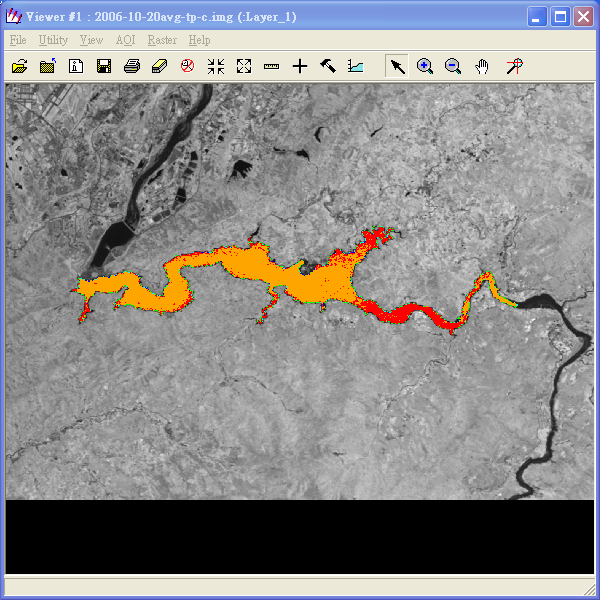 Viewer #1 : 2006-10-20avg-tp-c.img (:Layer_1)
File Utility View AOI Raster Help